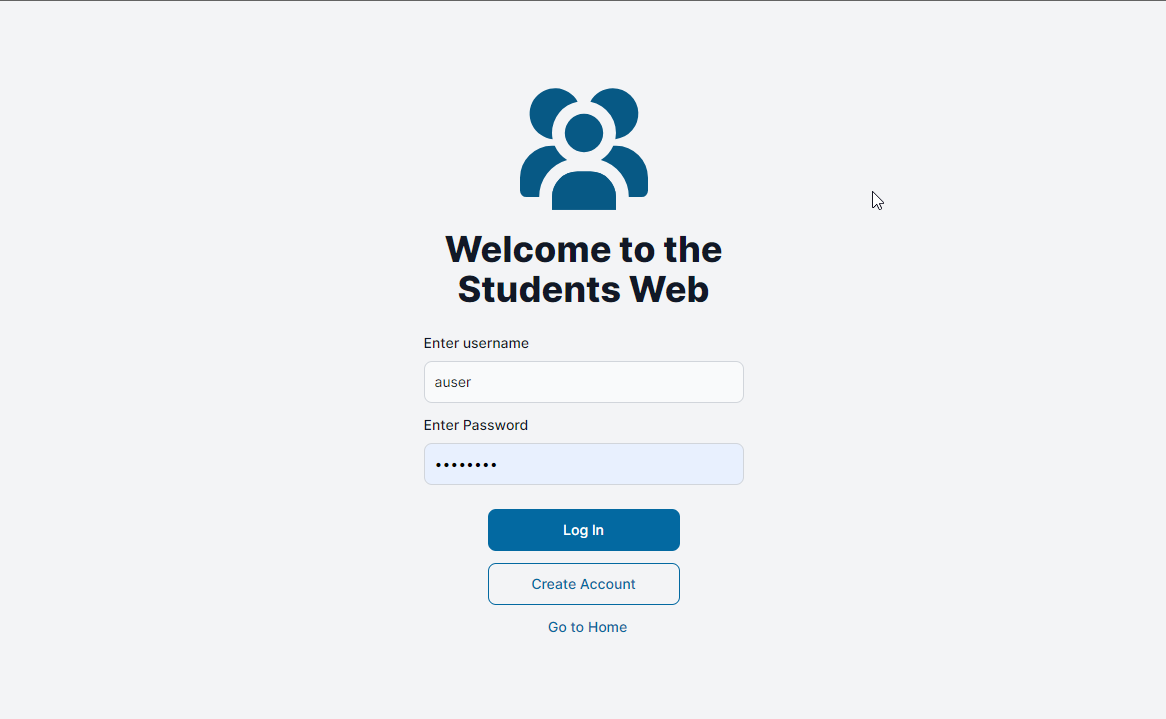 Welcome to the
Students Web
Enter username
auser
Enter Password
••••••••
Log In
Create Account
Go to Home